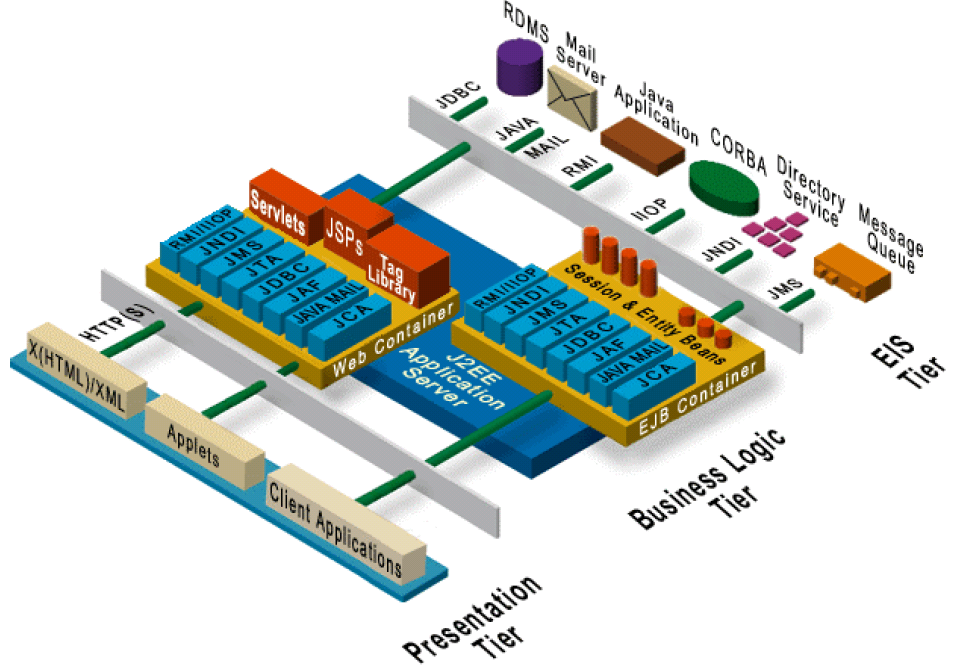 RDMS
Mail
Server
Java
Application
CORBA
Directory
Service
Message
Queue
JDBC
JAVA
MAIL
RMI
IIOP
JNDI
JMS
EIS
Tier
Servlets
JSPs
Tag
Library
RMI/IIOP
JNDI
JMS
JTA
JDBC
JAF
JAVA MAIL
JCA
Web Container
Session & Entity Beans
RMI/IIOP
JNDI
JMS
JTA
JDBC
JAF
JAVA MAIL
JCA
EJB Container
J2EE
Application
Server
Business Logic
Tier
HTTP(S)
X(HTML)/XML
Applets
Client Applications
Presentation
Tier